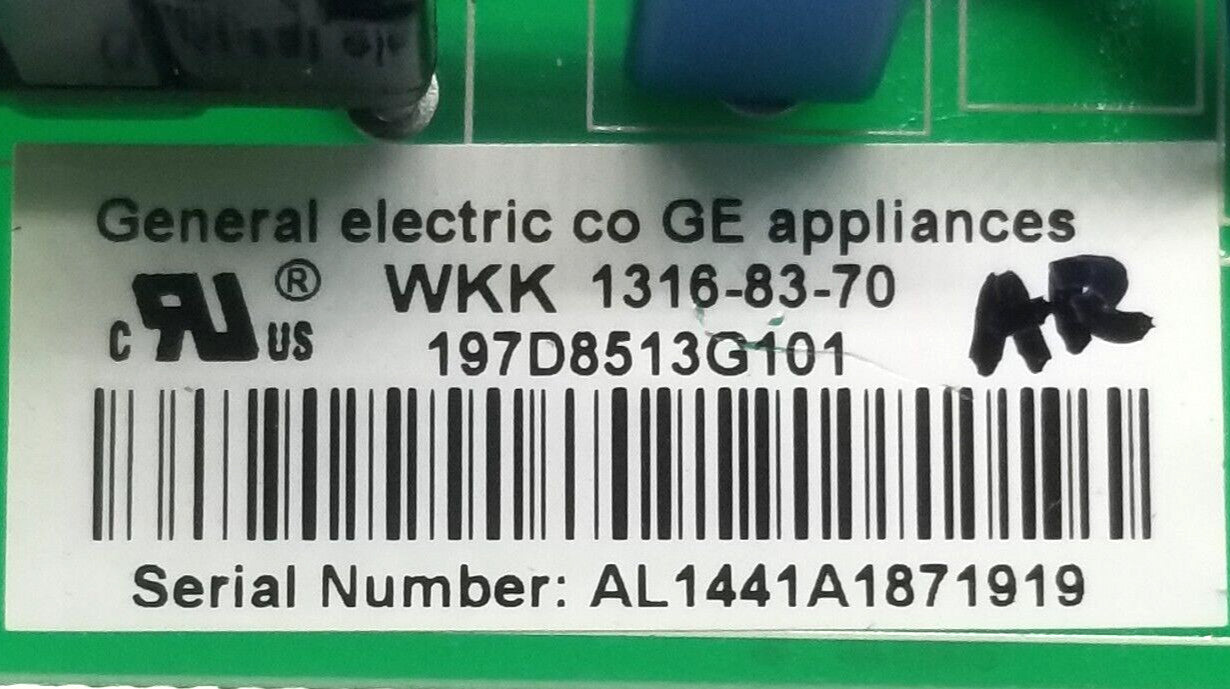 General electric co GE appliances
® WKK 1316-83-70
C US 197D8513G101
AR
Serial Number: AL1441A1871919